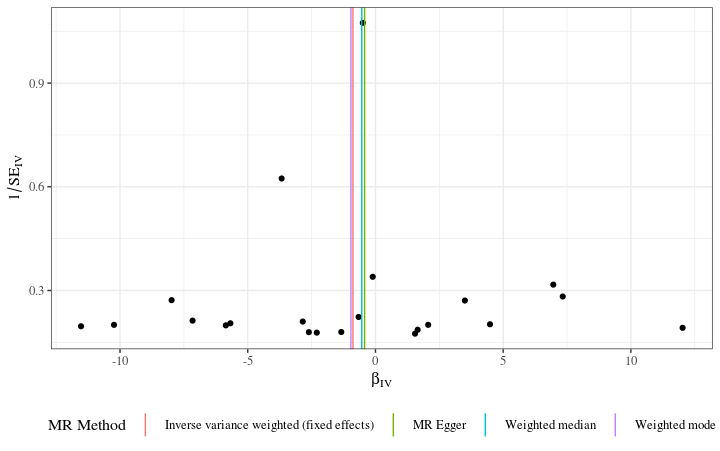 0.9
0.6
0.3
1/SE_IV
-10 -5 0 5 10
β_IV
MR Method Inverse variance weighted (fixed effects) MR Egger Weighted median Weighted mode